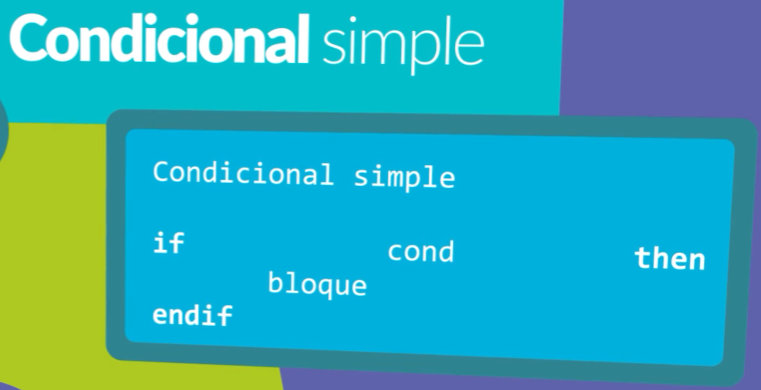 Condicional simple
Condicional simple
if cond then
bloque
endif